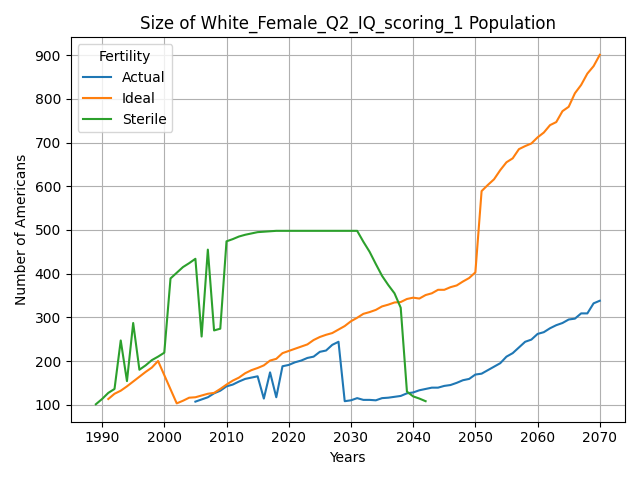 Size of White_Female_Q2_IQ_scoring_1 Population
Fertility
Actual
Ideal
Sterile
Number of Americans
900
800
700
600
500
400
300
200
100
1990 2000 2010 2020 2030 2040 2050 2060 2070
Years